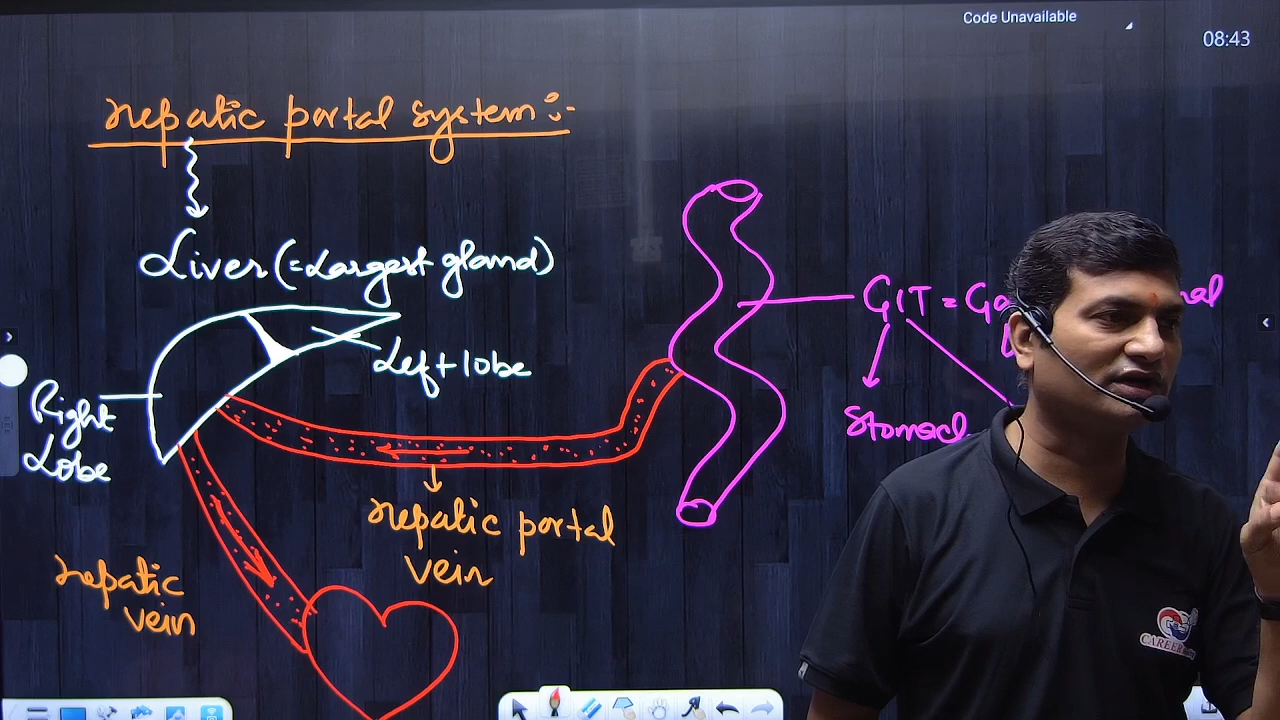 Code Unavailable
08:43
Hepatic portal system :-
Liver (=Largest gland)
Left lobe
Right
Lobe
GIT =
Stomach
Hepatic portal
vein
Hepatic
vein
CAREER